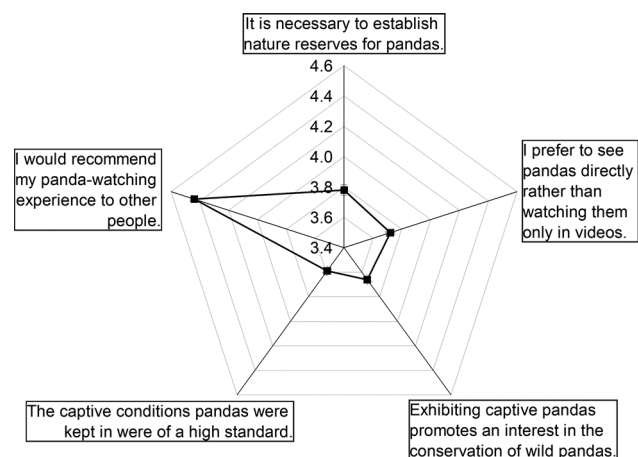 It is necessary to establish
nature reserves for pandas.
4.6
4.4
4.2
4.0
3.8
3.6
3.4
I would recommend
my panda-watching
experience to other
people.
I prefer to see
pandas directly
rather than
watching them
only in videos.
The captive conditions pandas were
kept in were of a high standard.
Exhibiting captive pandas
promotes an interest in the
conservation of wild pandas.